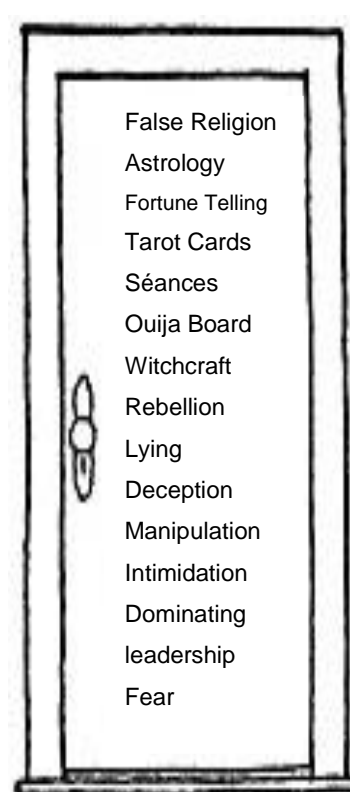 False Religion
Astrology
Fortune Telling
Tarot Cards
Séances
Ouija Board
Witchcraft
Rebellion
Lying
Deception
Manipulation
Intimidation
Dominating
leadership
Fear